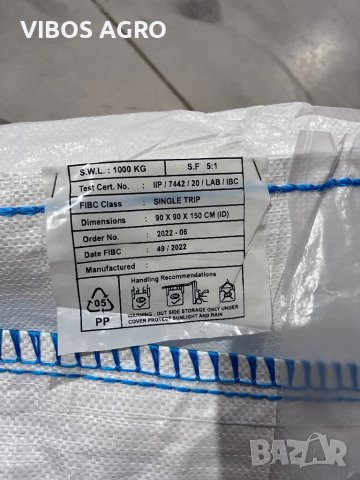 VIBOS AGRO
S.W.L. : 1000 KG S.F 5:1
Test Cert. No. : IIP / 7442 / 20 / LAB / IBC
FIBC Class : SINGLE TRIP
Dimensions : 90 X 90 X 150 CM (ID)
Order No. : 2022 - 06
Date FIBC : 49 / 2022
Manufactured :
Handling Recommendations
05
PP
WARNING : OUT SIDE STORAGE ONLY UNDER
COVER PROTECT SUNLIGHT AND RAIN
BAZAR